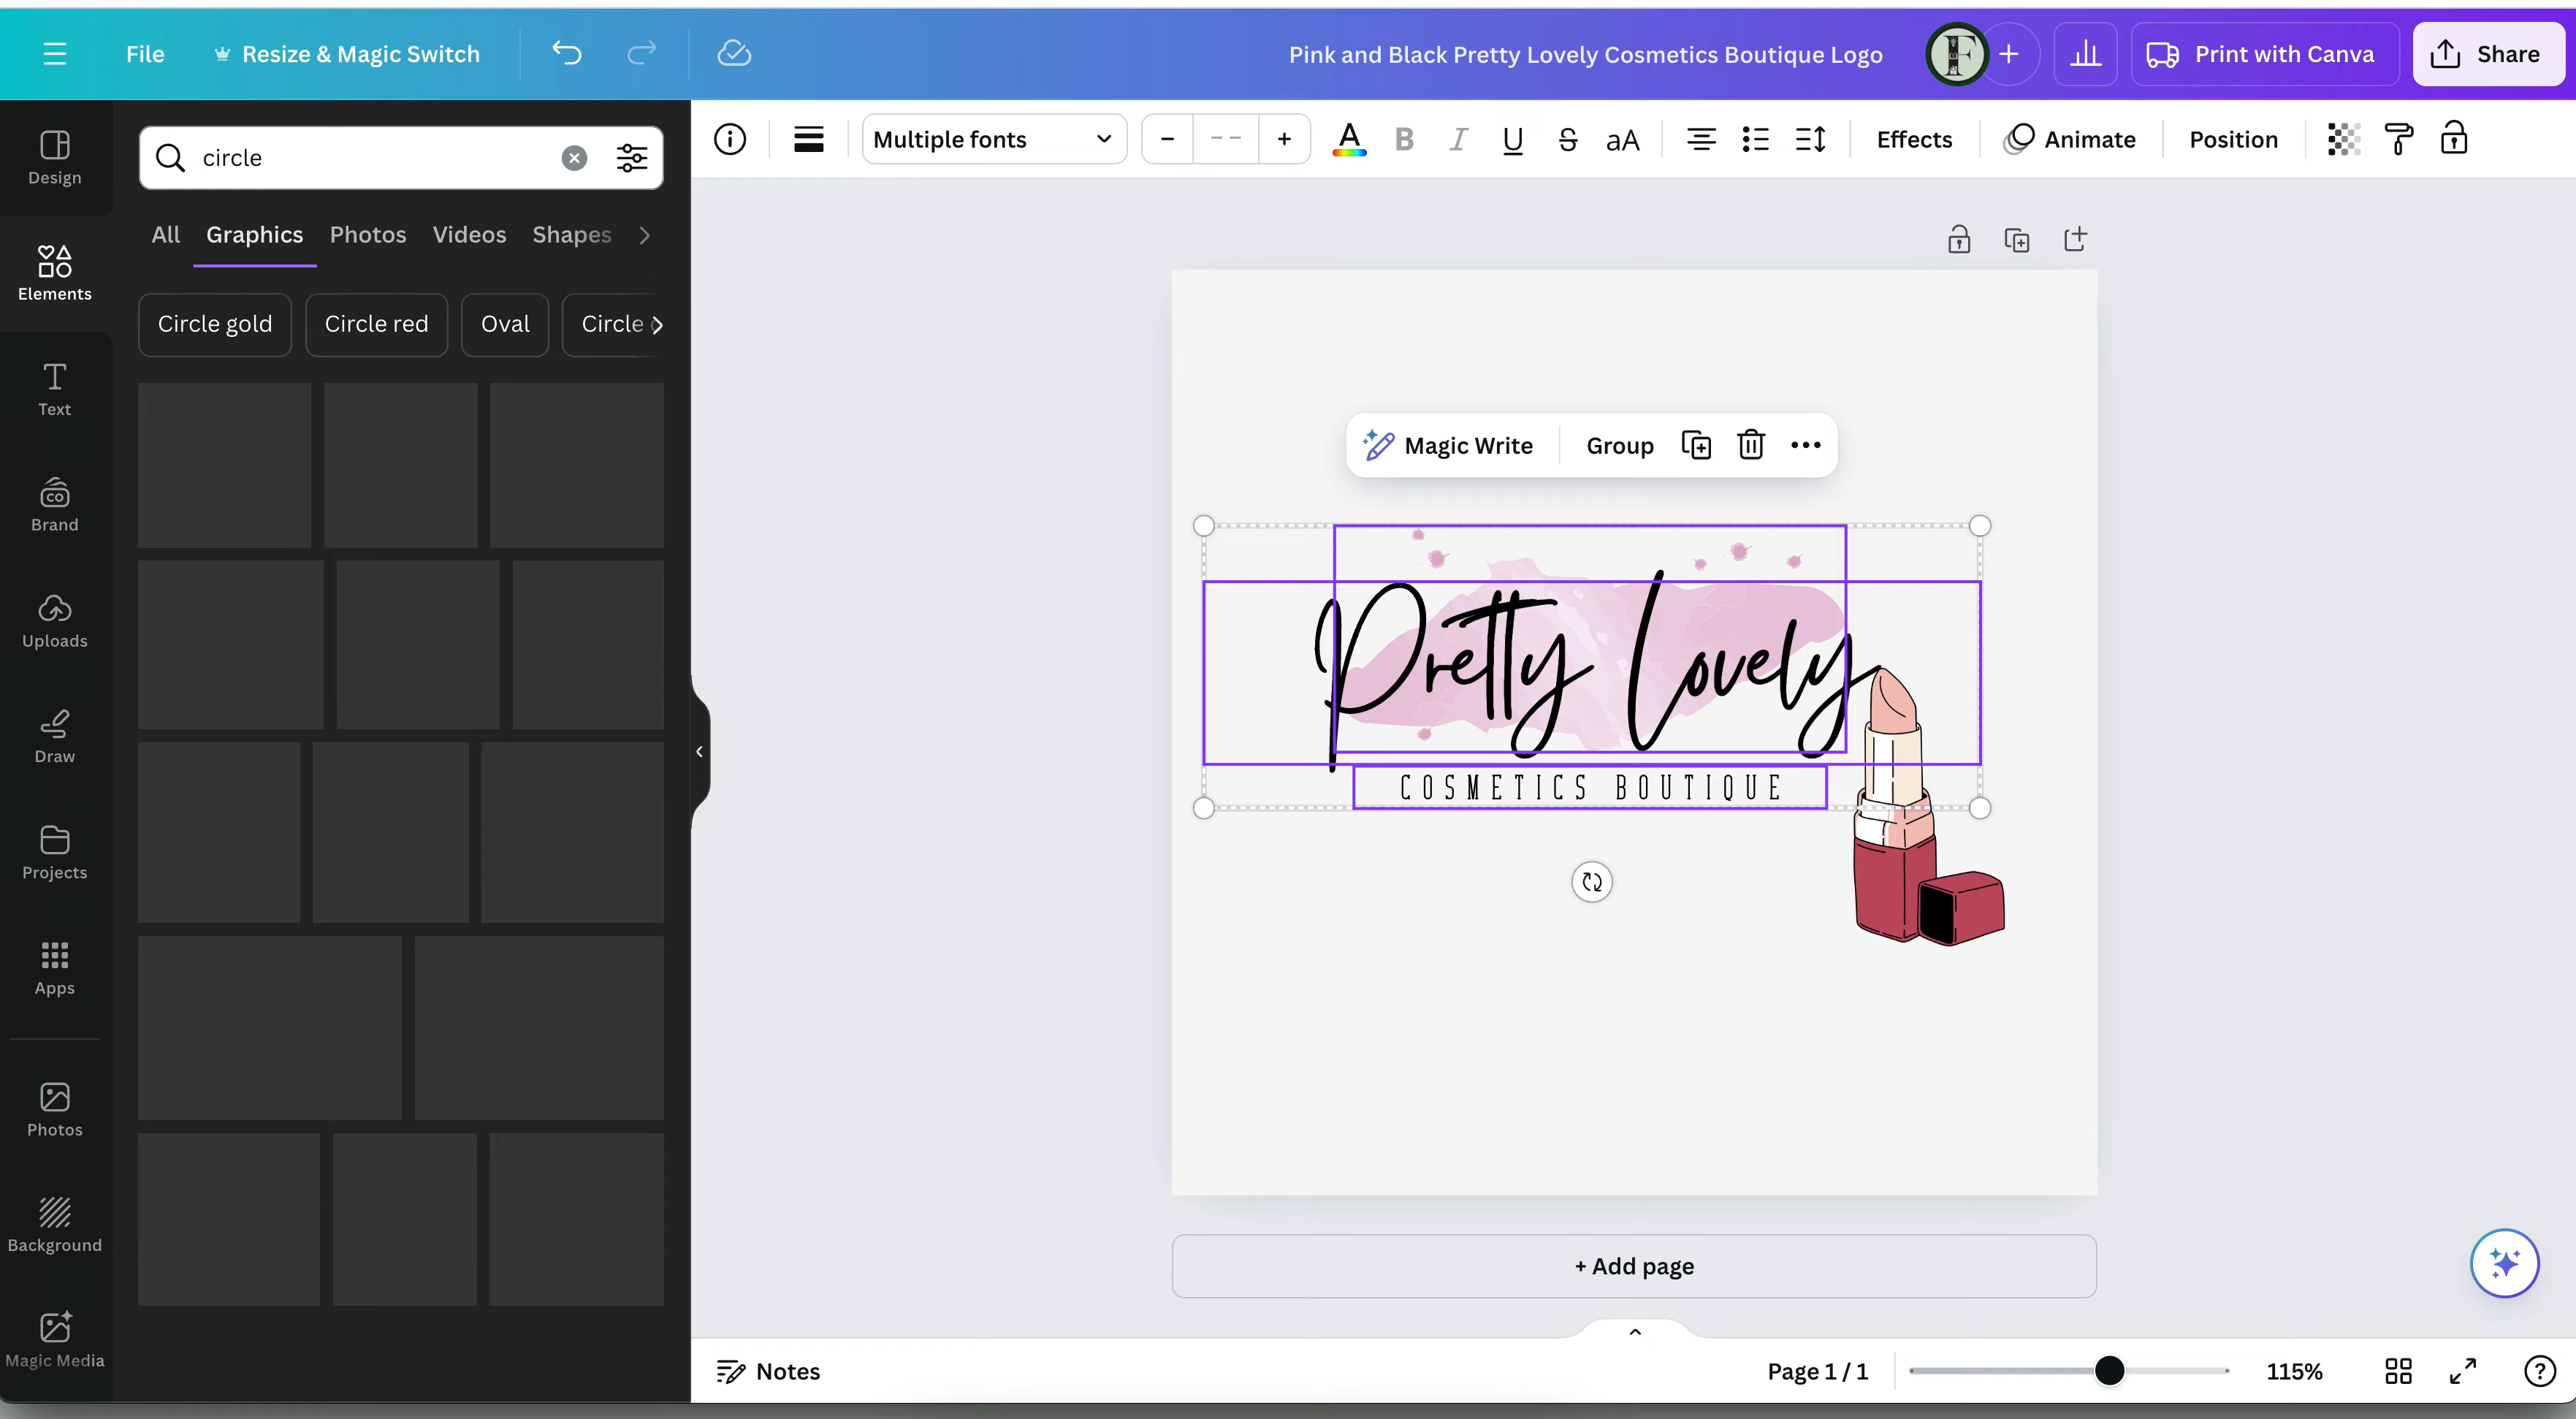 File
Resize & Magic Switch
Pink and Black Pretty Lovely Cosmetics Boutique Logo
F
+
Print with Canva
Share
Design
Elements
Text
Brand
Uploads
Draw
Projects
Apps
Photos
Background
Magic Media
circle
All
Graphics
Photos
Videos
Shapes
Circle gold
Circle red
Oval
Circle
Multiple fonts
- -- +
A B I U S aA
Effects
Animate
Position
Magic Write
Group
Pretty Lovely
COSMETICS BOUTIQUE
+ Add page
Notes
Page 1 / 1
115%
?